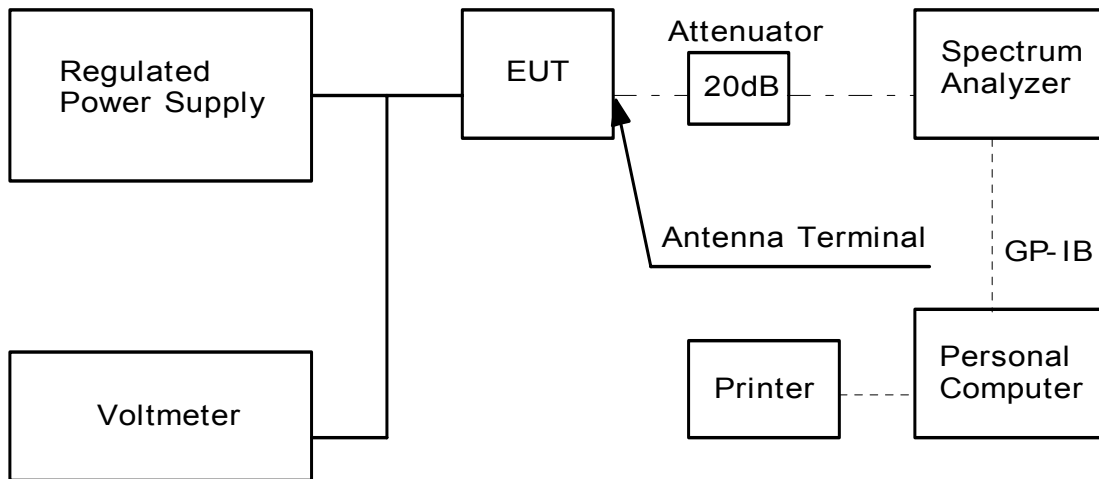 Regulated
Power Supply
EUT
Attenuator
20dB
Spectrum
Analyzer
Antenna Terminal
GP-IB
Voltmeter
Printer
Personal
Computer